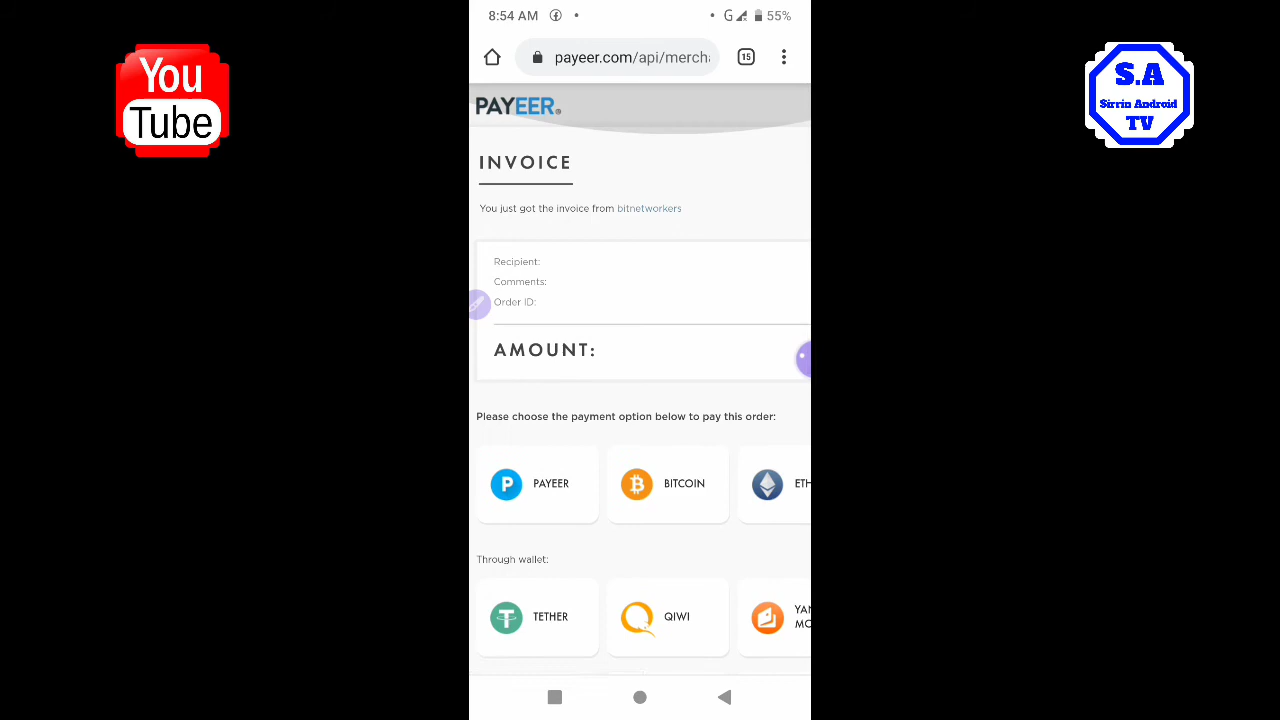 You
Tube
S.A
Sirrin Android
TV
8:54 AM
G
55%
payeer.com/api/merch
15
PAYEER
INVOICE
You just got the invoice from bitnetworkers
Recipient:
Comments:
Order ID:
AMOUNT:
Please choose the payment option below to pay this order:
PAYEER
BITCOIN
ETH
Through wallet:
TETHER
QIWI
YAN
MO